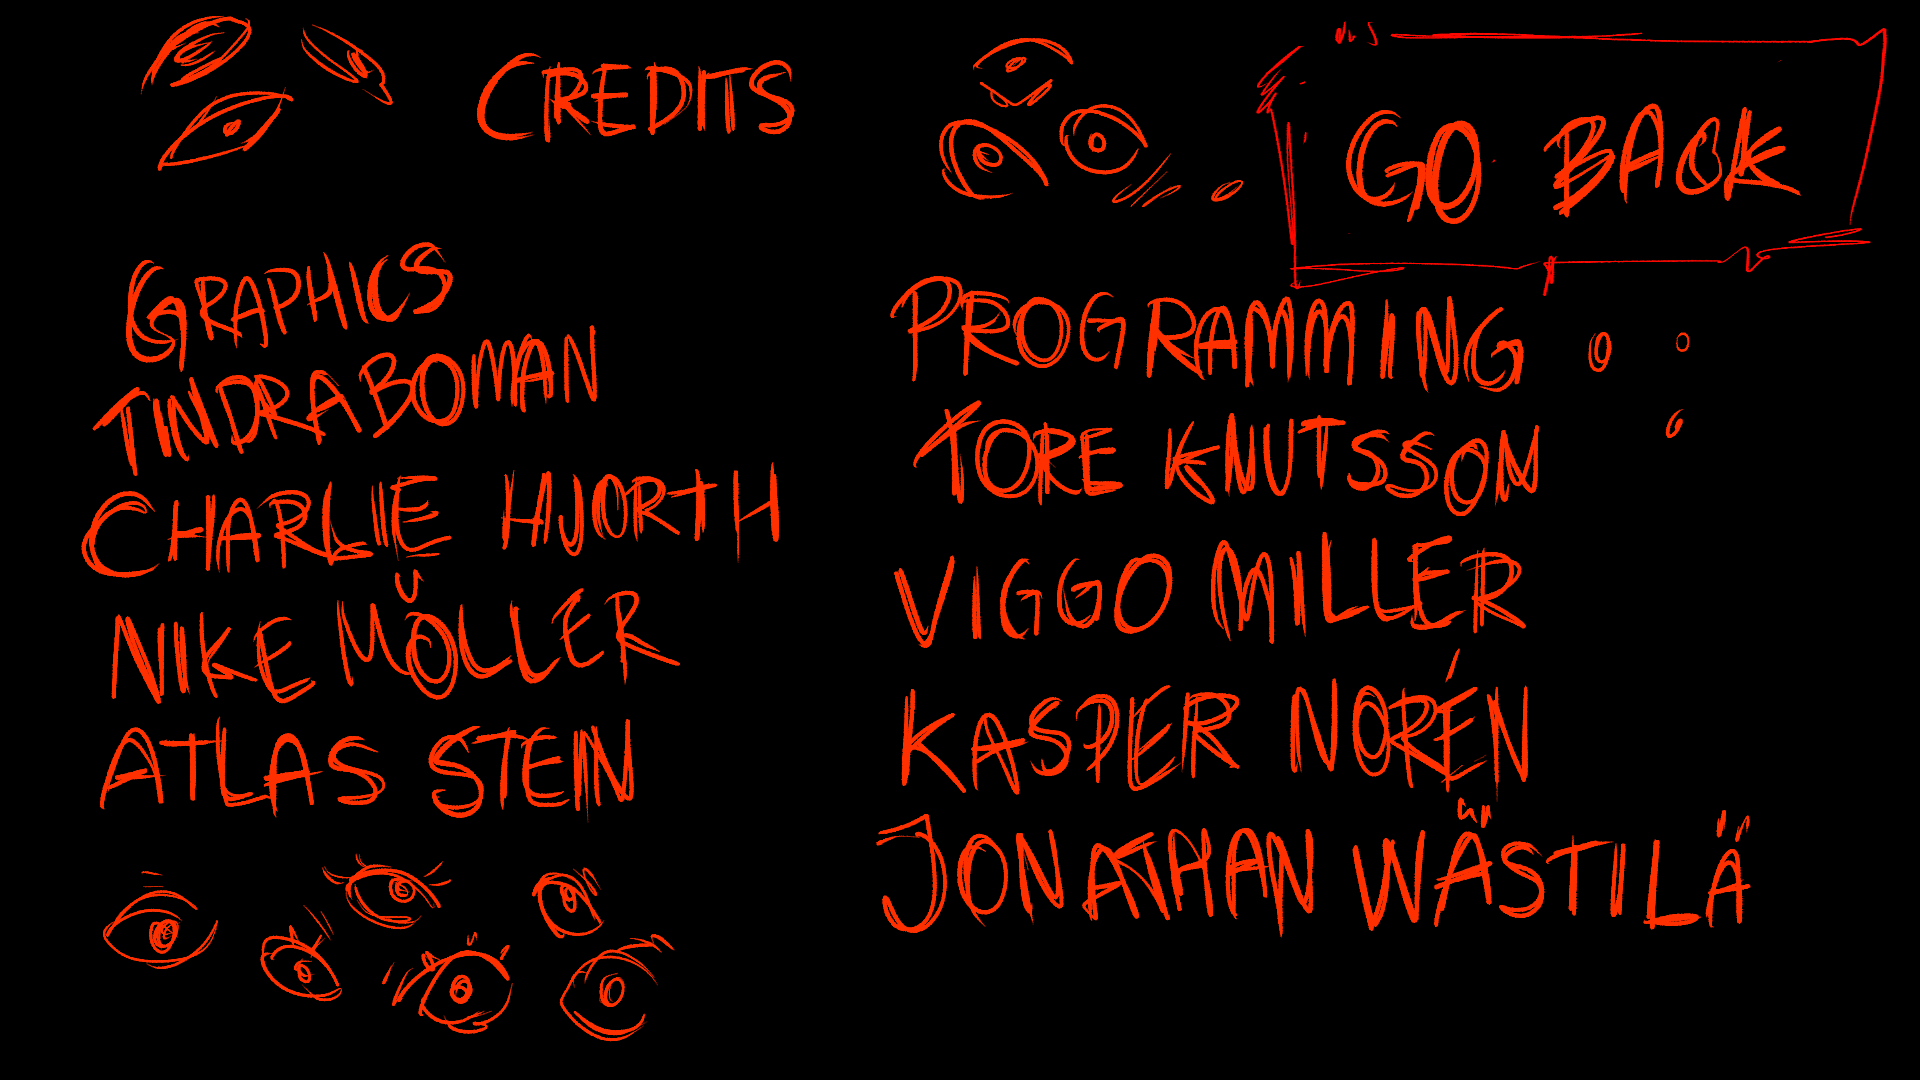 CREDITS
GO BACK
GRAPHICS
TINDRA BOMAN
CHARLIE HJORTH
NIKE MÖLLER
ATLAS STEIN
PROGRAMMING
TORE KNUTSSON
VIGGO MILLER
KASPER NORÉN
JONATHAN WÄSTILÄ